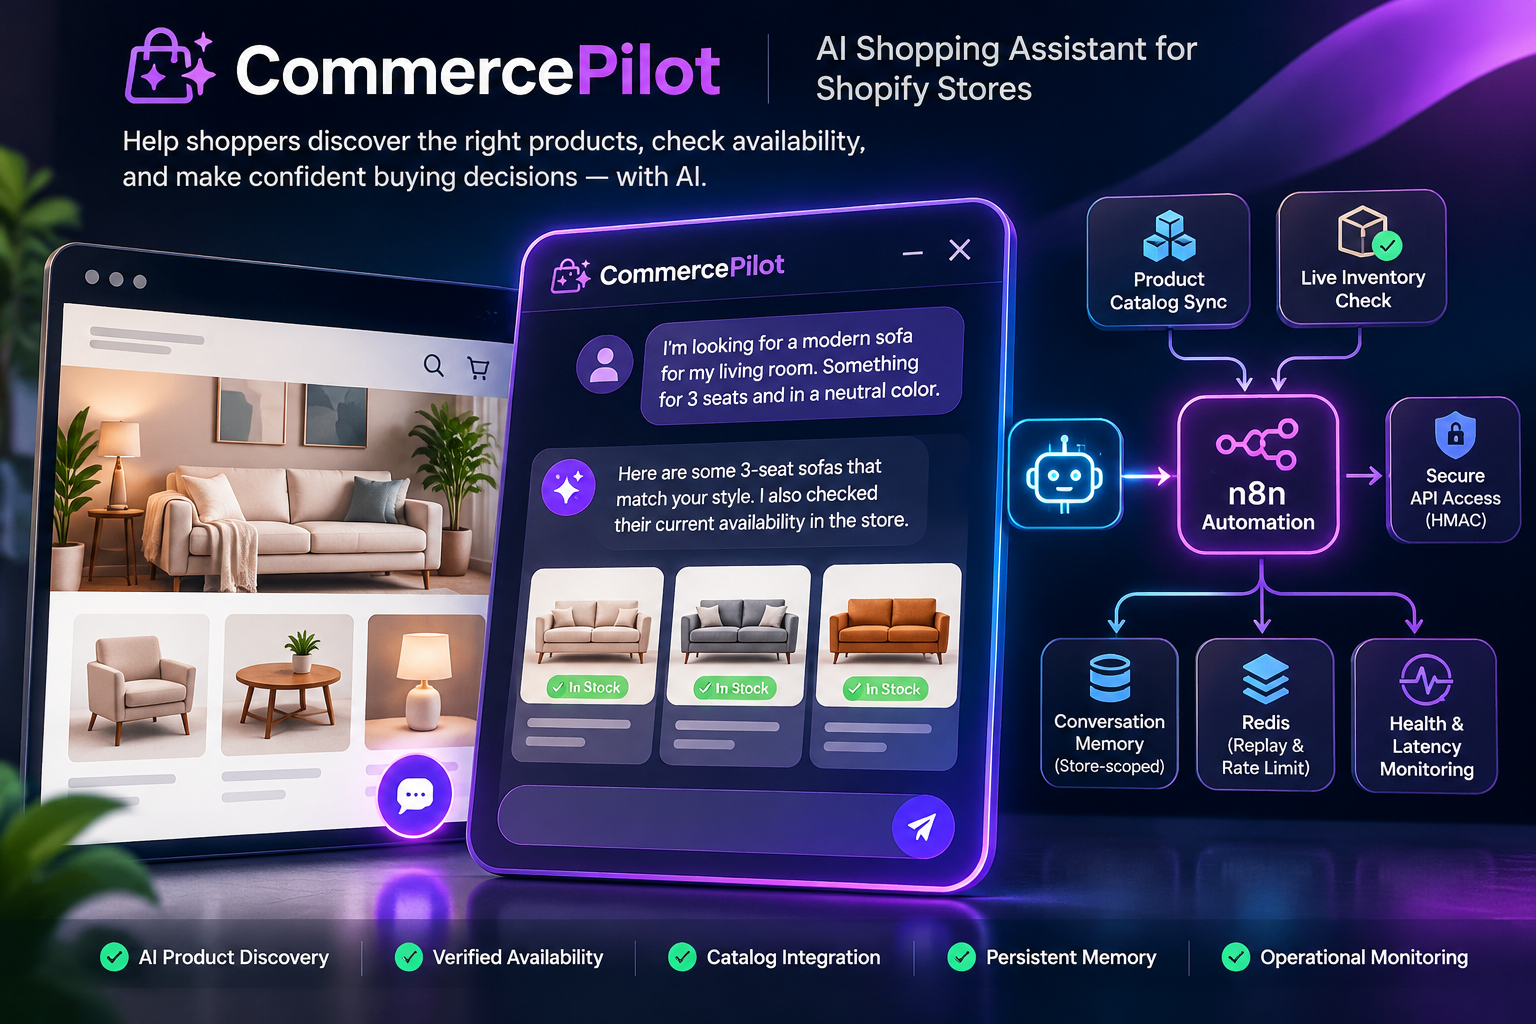 CommercePilot
AI Shopping Assistant for
Shopify Stores
Help shoppers discover the right products, check availability,
and make confident buying decisions — with AI.
CommercePilot
I'm looking for a modern sofa
for my living room. Something
for 3 seats and in a neutral color.
Here are some 3-seat sofas that
match your style. I also checked
their current availability in the store.
In Stock
In Stock
In Stock
Product
Catalog Sync
Live Inventory
Check
n8n
Automation
Secure
API Access
(HMAC)
Conversation
Memory
(Store-scoped)
Redis
(Replay &
Rate Limit)
Health &
Latency
Monitoring
AI Product Discovery
Verified Availability
Catalog Integration
Persistent Memory
Operational Monitoring